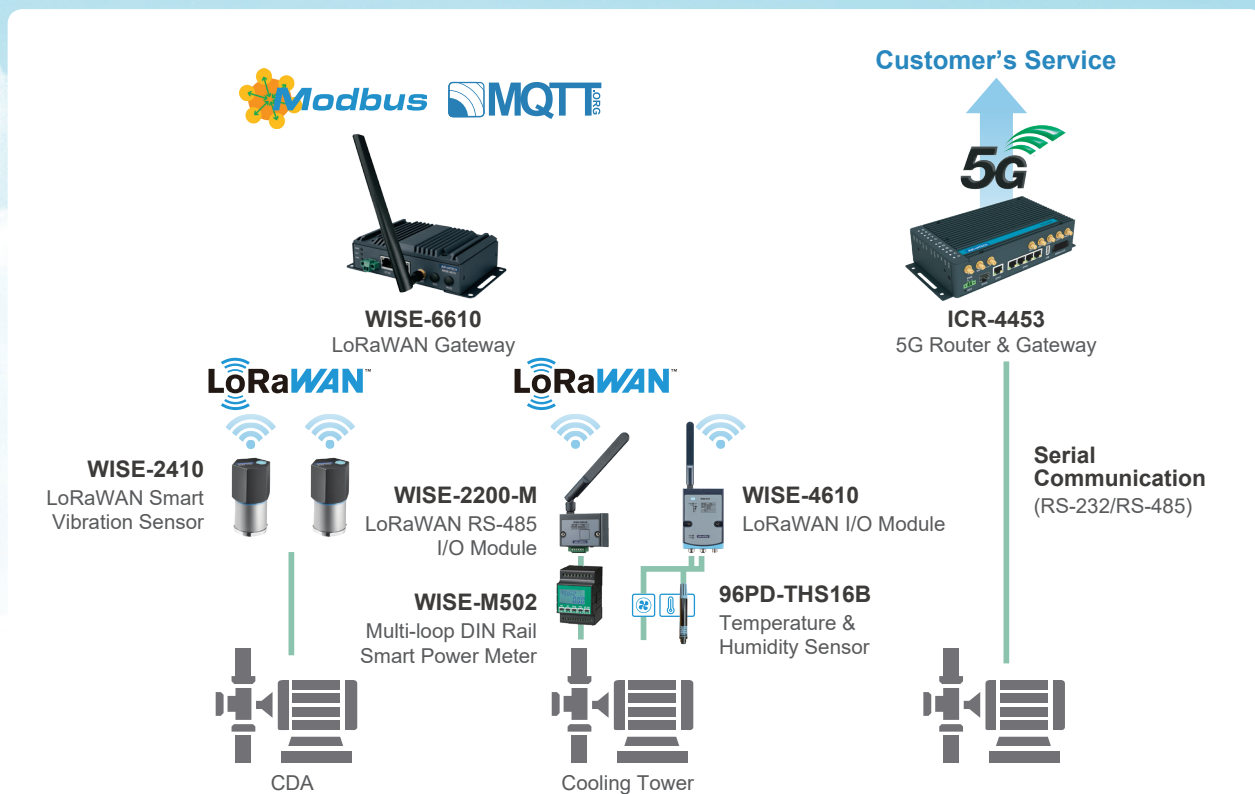 Customer's Service
Modbus
MQTT
.ORG
5G
WISE-6610
LoRaWAN Gateway
ICR-4453
5G Router & Gateway
LoRaWAN™
LoRaWAN™
WISE-2410
LoRaWAN Smart
Vibration Sensor
WISE-2200-M
LoRaWAN RS-485
I/O Module
WISE-4610
LoRaWAN I/O Module
Serial
Communication
(RS-232/RS-485)
WISE-M502
Multi-loop DIN Rail
Smart Power Meter
96PD-THS16B
Temperature &
Humidity Sensor
CDA
Cooling Tower